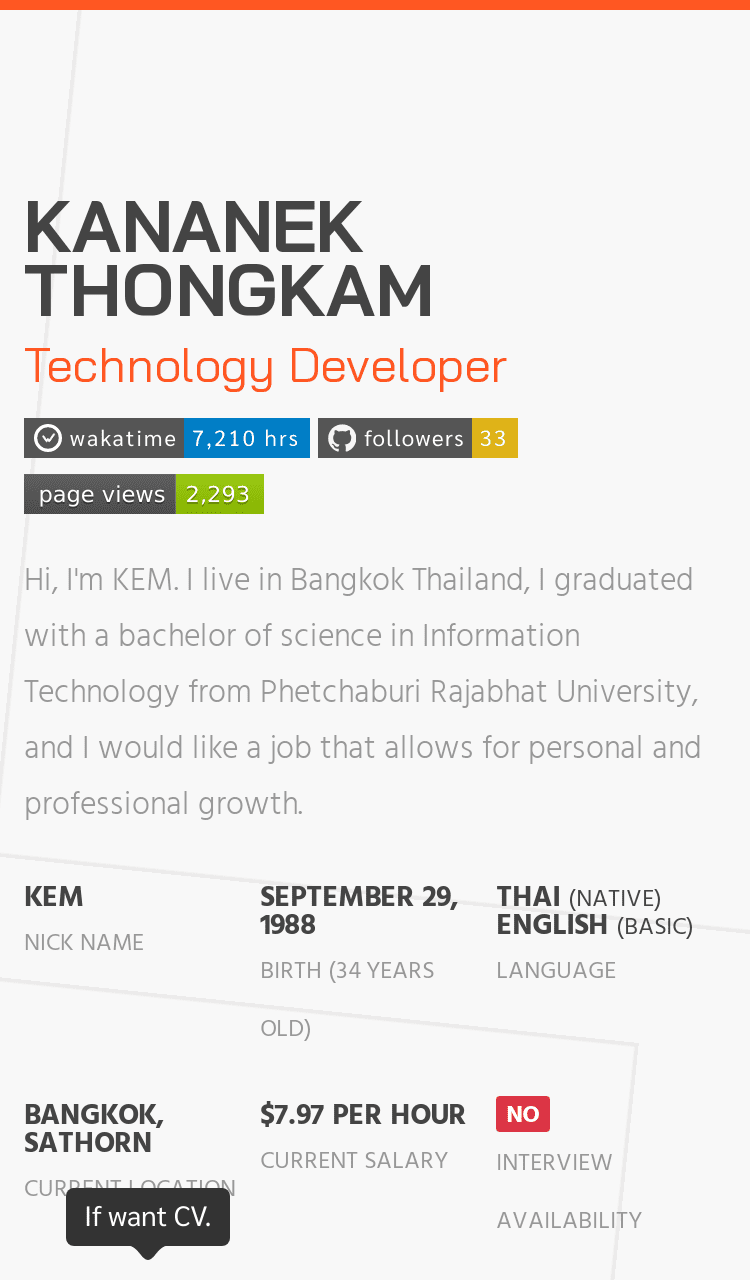 KANANEK
THONGKAM
Technology Developer
wakatime 7,210 hrs followers 33
page views 2,293
Hi, I'm KEM. I live in Bangkok Thailand, I graduated
with a bachelor of science in Information
Technology from Phetchaburi Rajabhat University,
and I would like a job that allows for personal and
professional growth.
KEM
NICK NAME
SEPTEMBER 29,
1988
BIRTH (34 YEARS
OLD)
THAI (NATIVE)
ENGLISH (BASIC)
LANGUAGE
BANGKOK,
SATHORN
CURRENT LOCATION
$7.97 PER HOUR
CURRENT SALARY
NO
INTERVIEW
AVAILABILITY
If want CV.